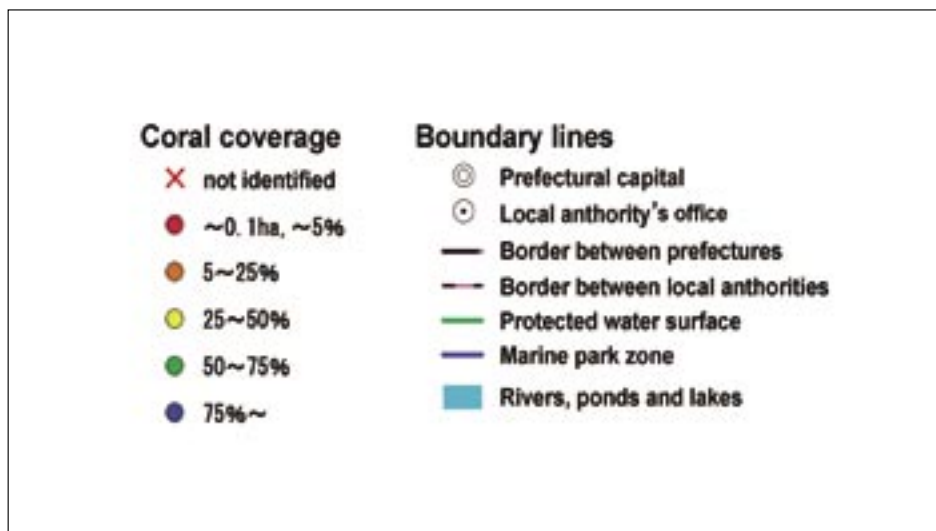 Coral coverage
not identified
~0. 1ha, ~5%
5~25%
25~50%
50~75%
75%~
Boundary lines
Prefectural capital
Local anthority's office
Border between prefectures
Border between local anthorities
Protected water surface
Marine park zone
Rivers, ponds and lakes